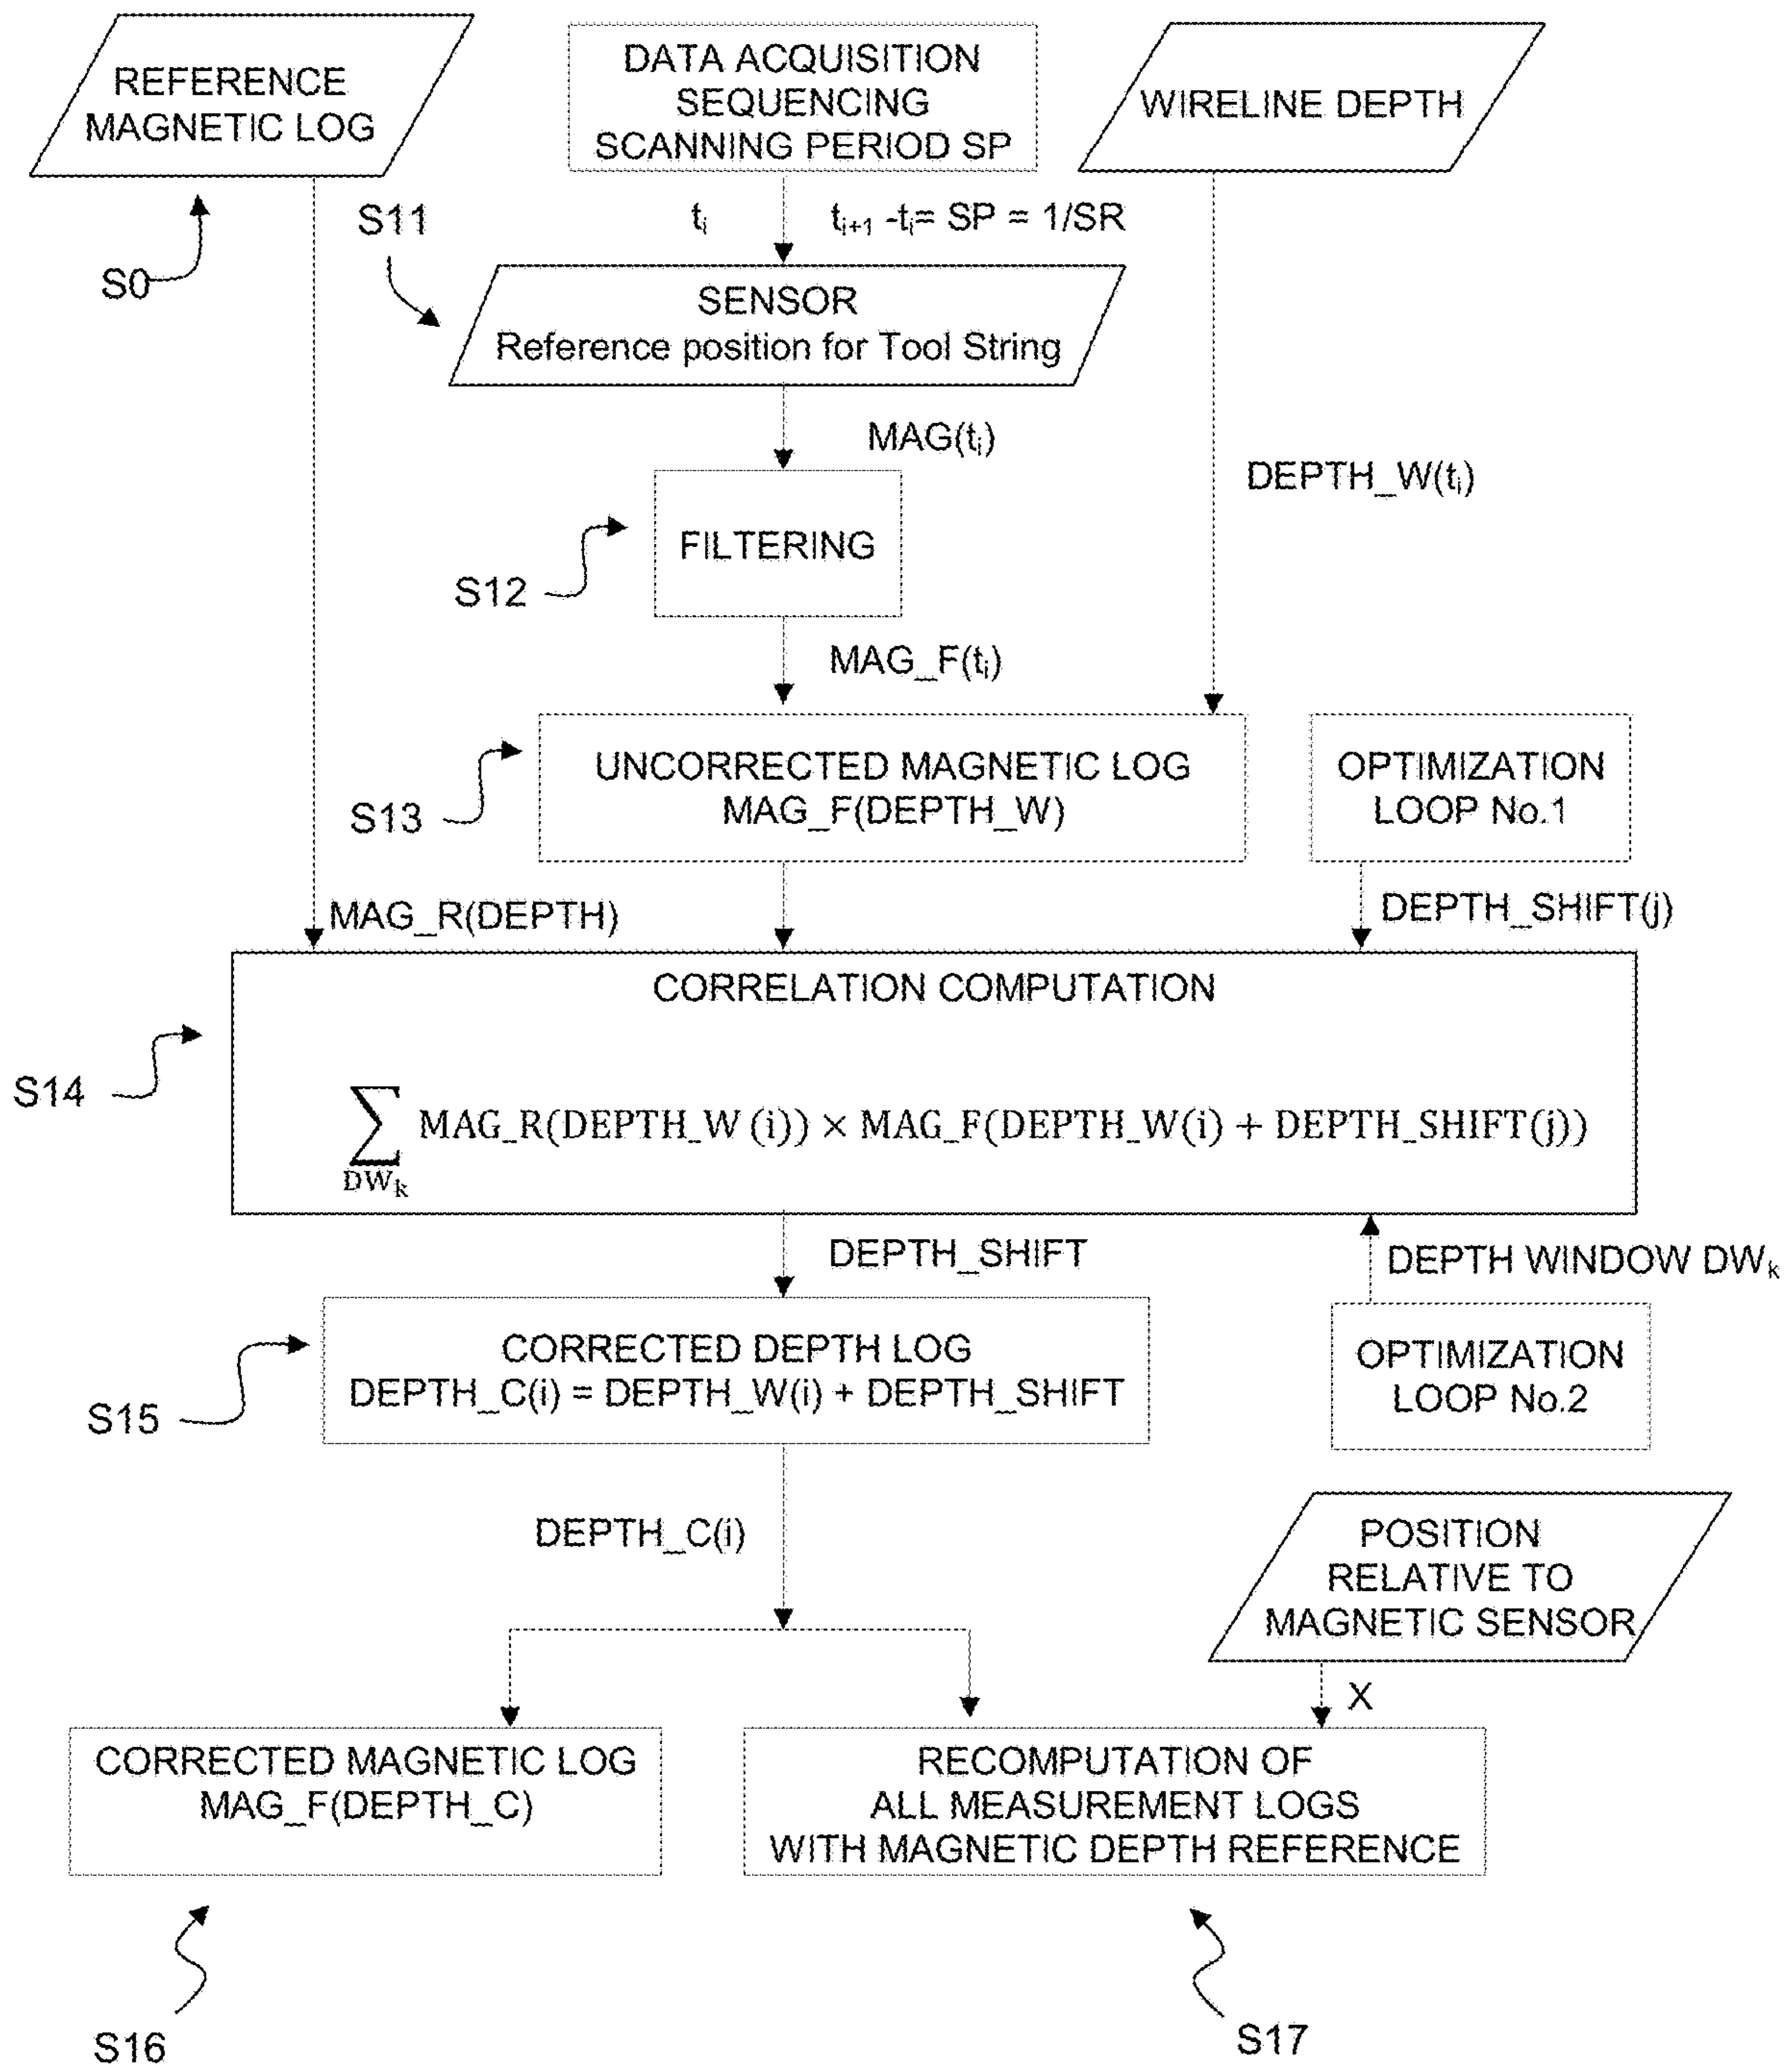 REFERENCE
MAGNETIC LOG
DATA ACQUISITION
SEQUENCING
SCANNING PERIOD SP
WIRELINE DEPTH
S0
S11
tᵢ
tᵢ₊₁ -tᵢ= SP = 1/SR
SENSOR
Reference position for Tool String
MAG(tᵢ)
DEPTH_W(tᵢ)
S12
FILTERING
MAG_F(tᵢ)
S13
UNCORRECTED MAGNETIC LOG
MAG_F(DEPTH_W)
OPTIMIZATION
LOOP No.1
MAG_R(DEPTH)
DEPTH_SHIFT(j)
CORRELATION COMPUTATION
S14
∑ MAG_R(DEPTH_W (i)) × MAG_F(DEPTH_W(i) + DEPTH_SHIFT(j))
DWₖ
DEPTH_SHIFT
DEPTH WINDOW DWₖ
S15
CORRECTED DEPTH LOG
DEPTH_C(i) = DEPTH_W(i) + DEPTH_SHIFT
OPTIMIZATION
LOOP No.2
DEPTH_C(i)
POSITION
RELATIVE TO
MAGNETIC SENSOR
X
CORRECTED MAGNETIC LOG
MAG_F(DEPTH_C)
RECOMPUTATION OF
ALL MEASUREMENT LOGS
WITH MAGNETIC DEPTH REFERENCE
S16
S17